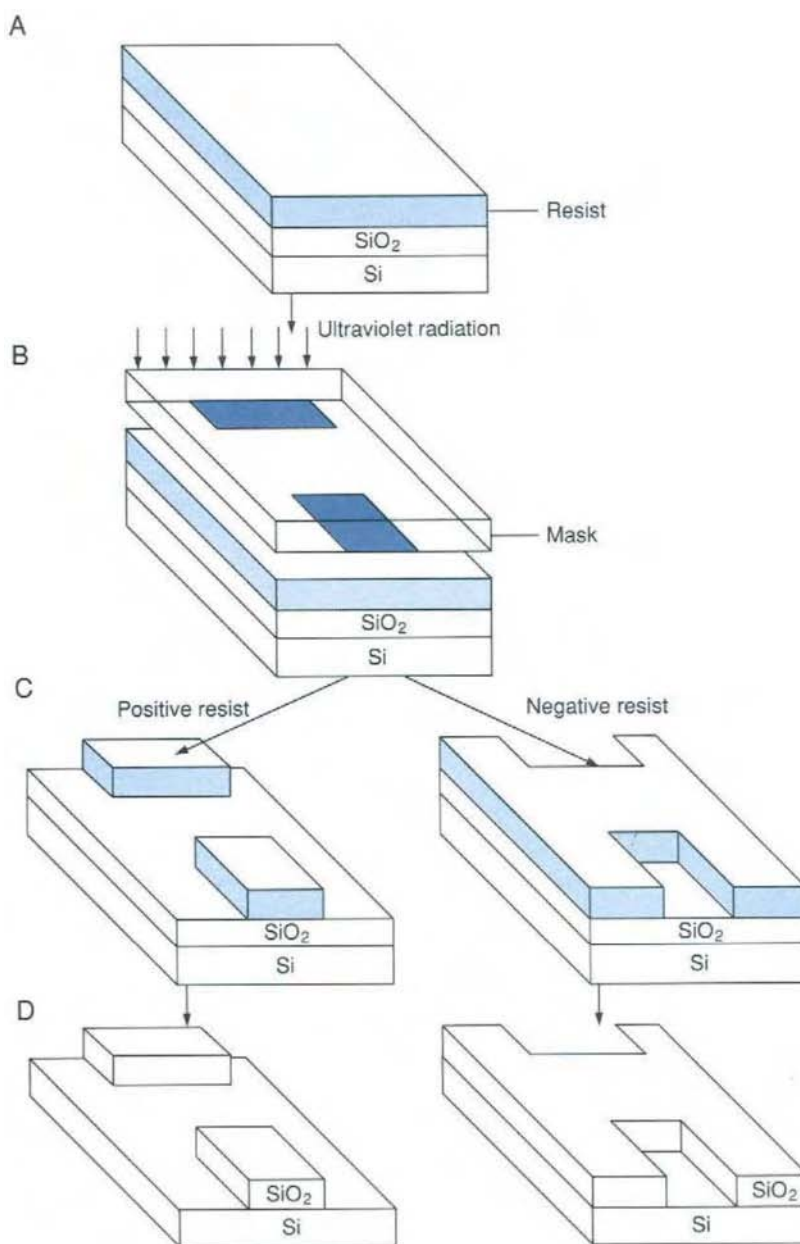 A
Resist
SiO₂
Si
Ultraviolet radiation
B
Mask
SiO₂
Si
C
Positive resist
Negative resist
SiO₂
Si
SiO₂
Si
D
SiO₂
Si
SiO₂
Si